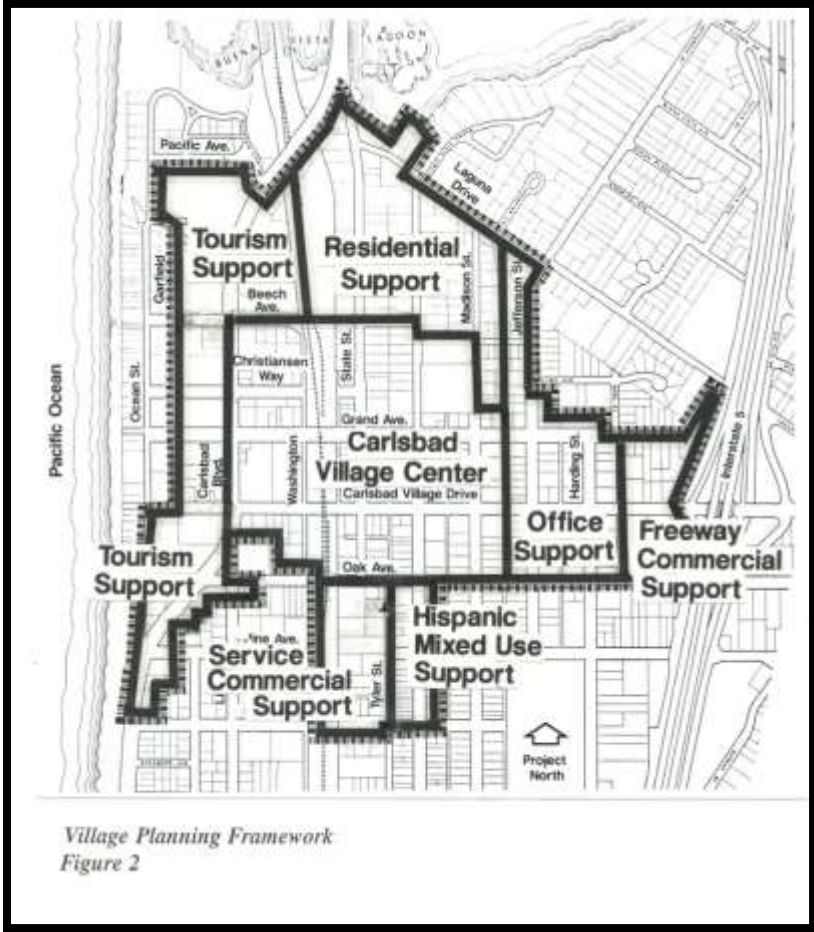 BUENA VISTA LAGOON
Pacific Ave.
Laguna
Drive
Tourism
Support
Residential
Support
Garfield
Beech
Ave.
Madison St.
Jefferson St.
Ocean St.
Christiansen
Way
State St.
Pacific Ocean
Grand Ave.
Carlsbad
Village Center
Carlsbad
Blvd.
Washington
Carlsbad Village Drive
Harding St.
Interstate 5
Office
Support
Freeway
Commercial
Support
Tourism
Support
Oak Ave.
Hispanic
Mixed Use
Support
Service
Commercial
Support
Tyler St.
Project
North
Village Planning Framework
Figure 2